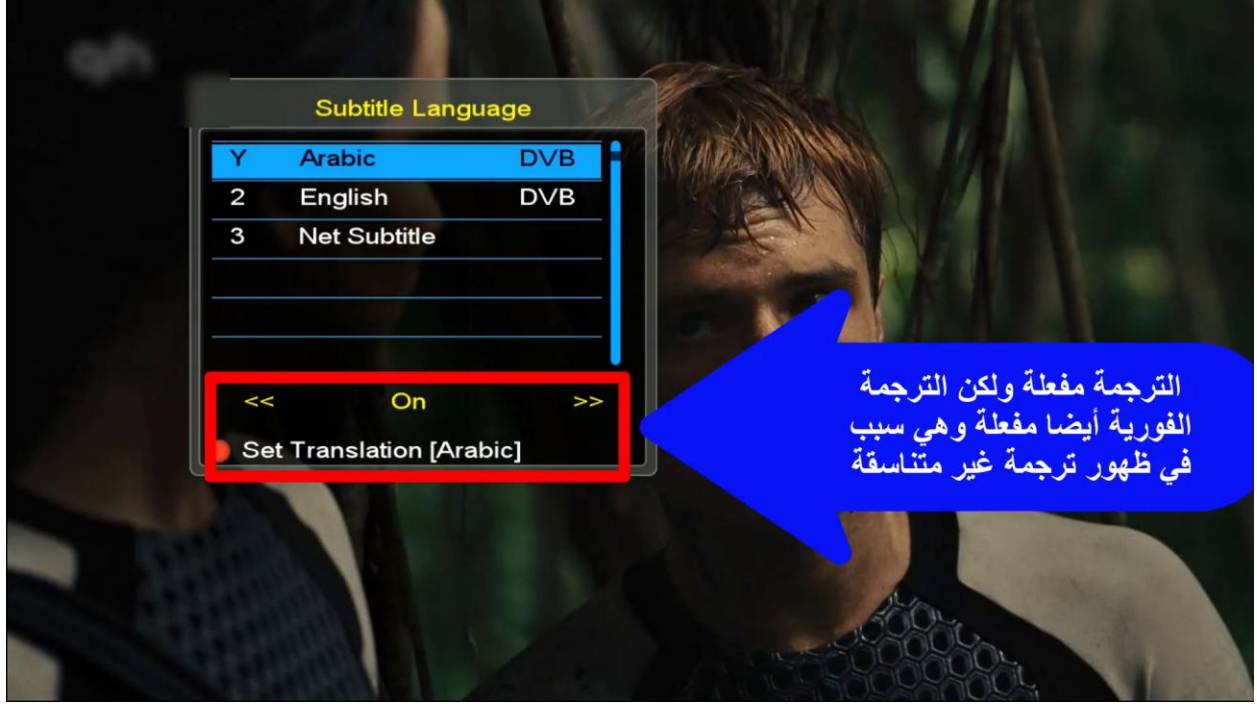 Subtitle Language
Y Arabic DVB
2 English DVB
3 Net Subtitle
<< On >>
Set Translation [Arabic]
الترجمة مفعلة ولكن الترجمة
الفورية أيضا مفعلة وهي سبب
في ظهور ترجمة غير متناسقة